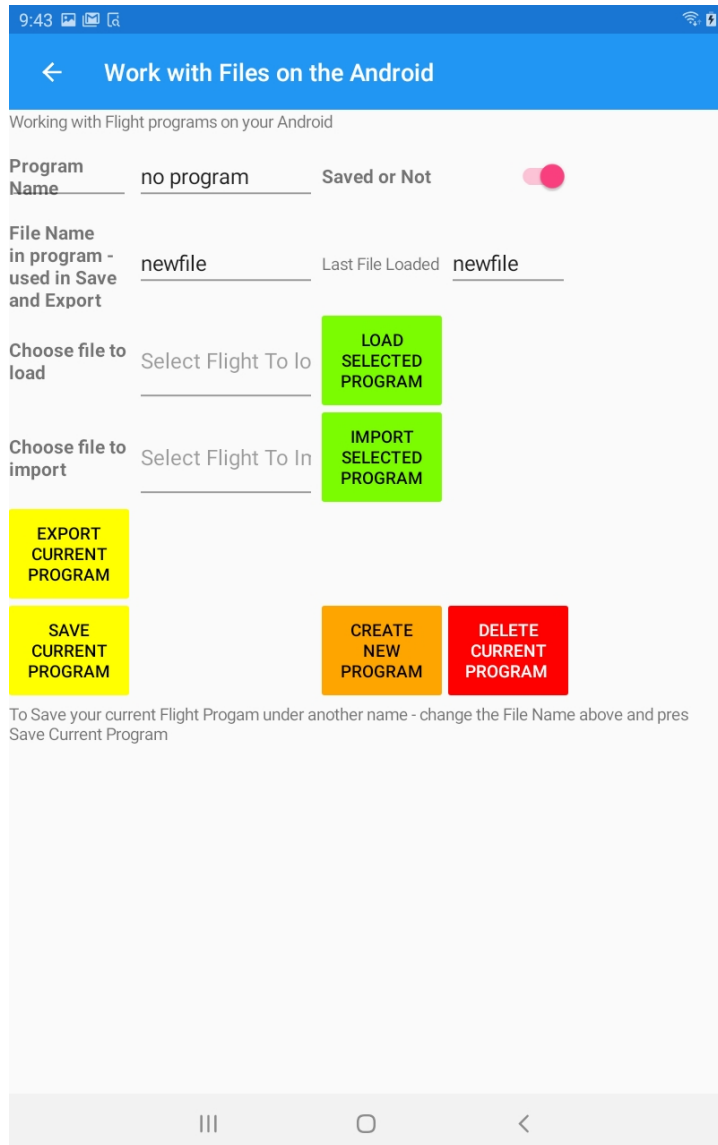 9:43
Work with Files on the Android
Working with Flight programs on your Android
Program
Name
no program
Saved or Not
File Name
in program -
used in Save
and Export
newfile
Last File Loaded
newfile
Choose file to
load
Select Flight To lo
LOAD
SELECTED
PROGRAM
Choose file to
import
Select Flight To Im
IMPORT
SELECTED
PROGRAM
EXPORT
CURRENT
PROGRAM
SAVE
CURRENT
PROGRAM
CREATE
NEW
PROGRAM
DELETE
CURRENT
PROGRAM
To Save your current Flight Progam under another name - change the File Name above and pres
Save Current Program